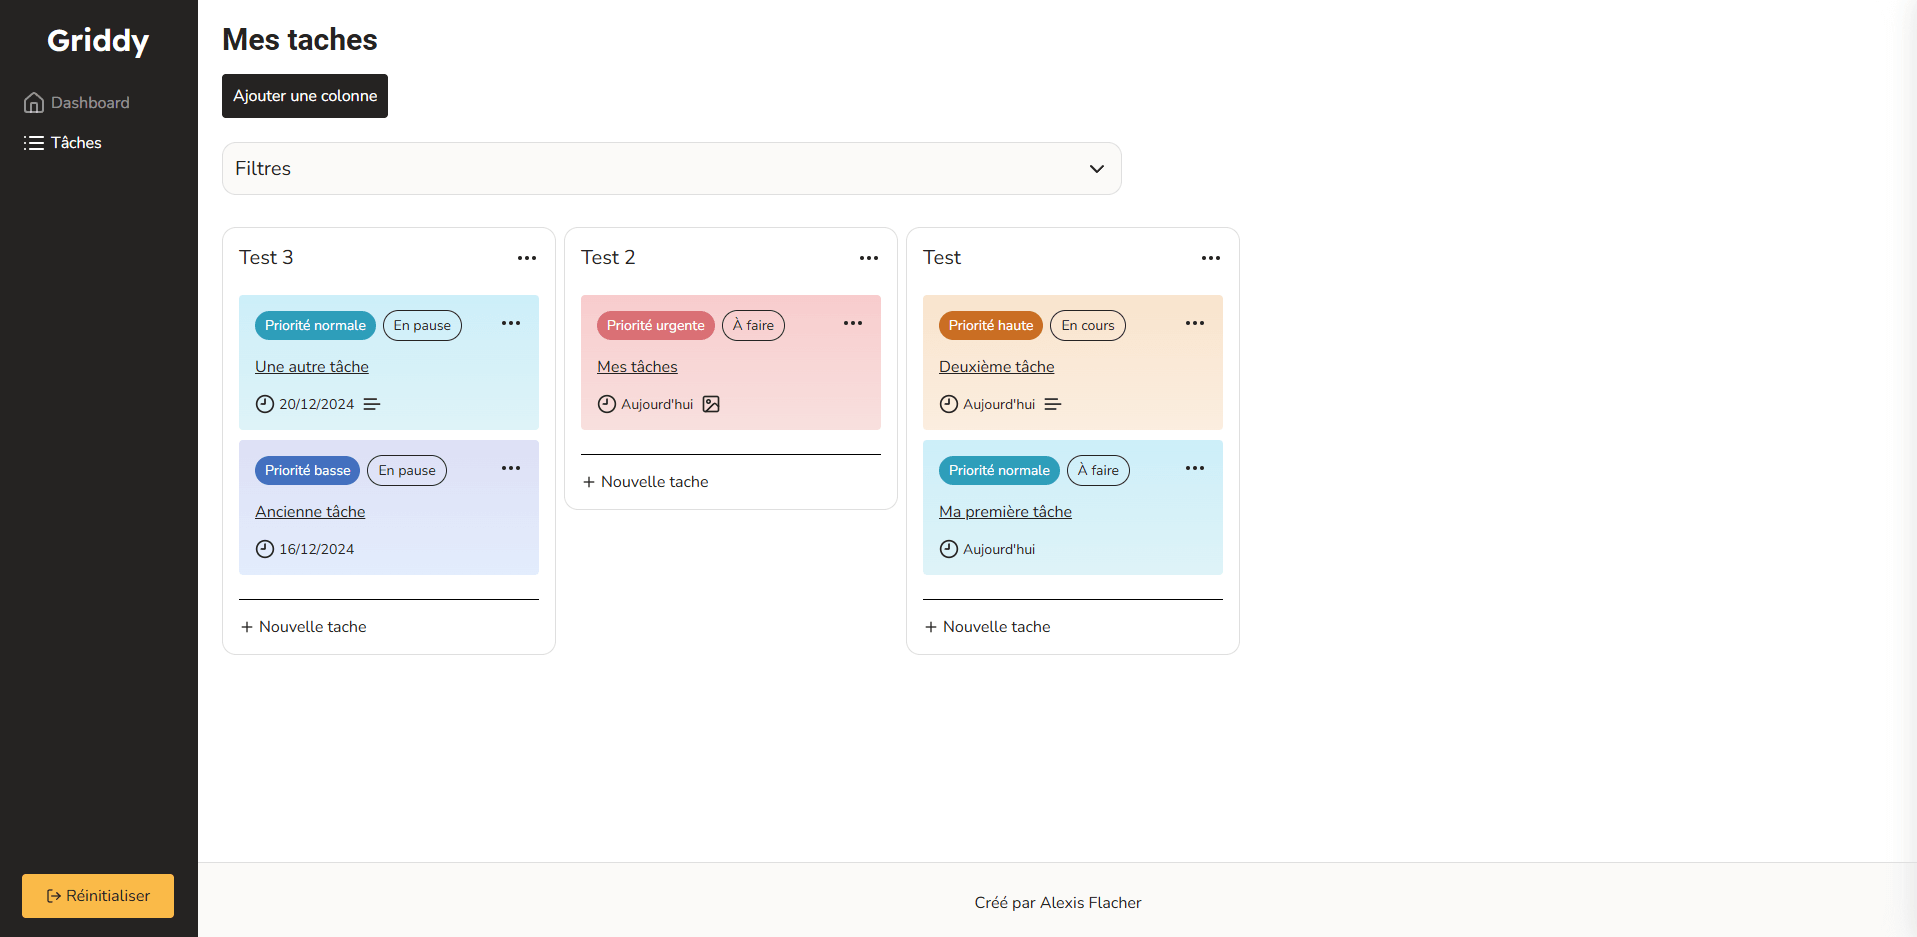 Griddy
Dashboard
Tâches
Réinitialiser
Mes taches
Ajouter une colonne
Filtres
Test 3
Priorité normale En pause
Une autre tâche
20/12/2024
Priorité basse En pause
Ancienne tâche
16/12/2024
+ Nouvelle tache
Test 2
Priorité urgente À faire
Mes tâches
Aujourd'hui
+ Nouvelle tache
Test
Priorité haute En cours
Deuxième tâche
Aujourd'hui
Priorité normale À faire
Ma première tâche
Aujourd'hui
+ Nouvelle tache
Créé par Alexis Flacher